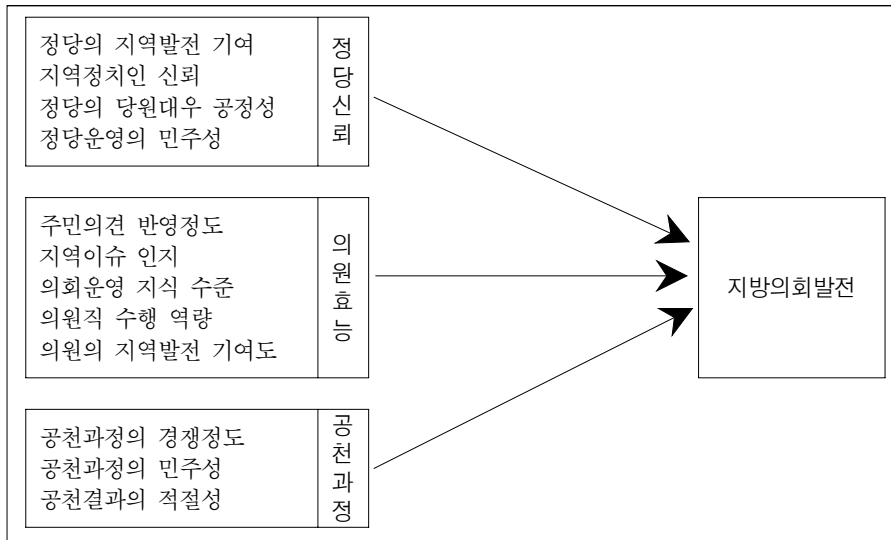 정당의 지역발전 기여
지역정치인 신뢰
정당의 당원대우 공정성
정당운영의 민주성
정당신뢰
주민의견 반영정도
지역이슈 인지
의회운영 지식 수준
의원직 수행 역량
의원의 지역발전 기여도
의원효능
지방의회발전
공천과정의 경쟁정도
공천과정의 민주성
공천결과의 적절성
공천과정